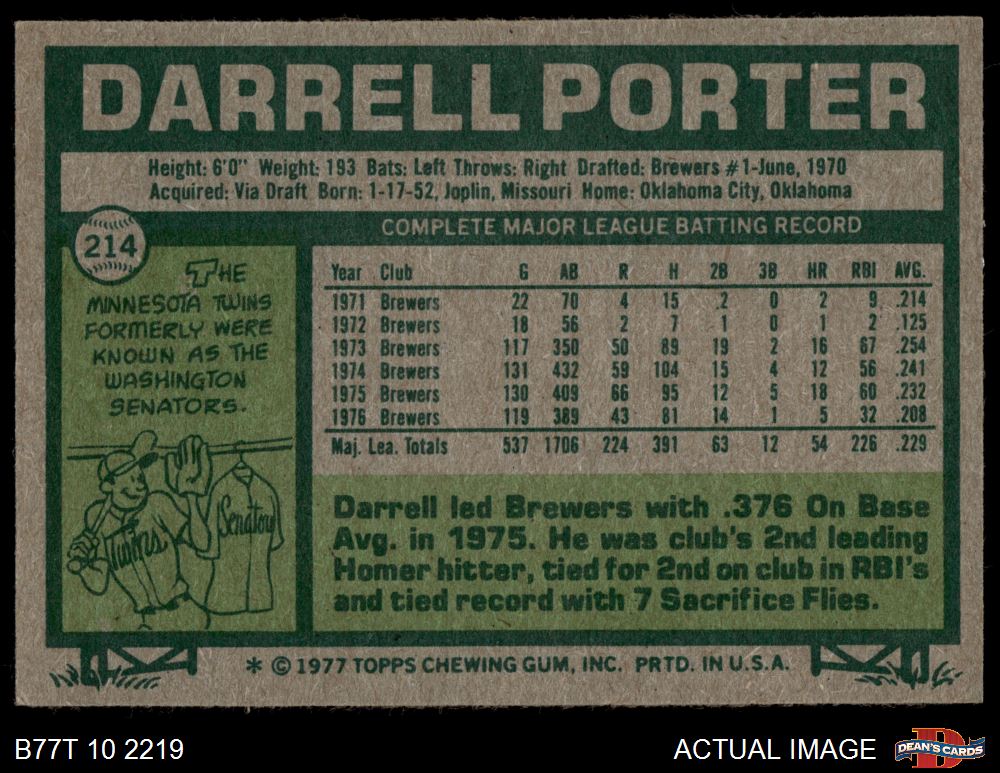 DARRELL PORTER
Height: 6'0" Weight: 193 Bats: Left Throws: Right Drafted: Brewers #1-June, 1970
Acquired: Via Draft Born: 1-17-52, Joplin, Missouri Home: Oklahoma City, Oklahoma
214
THE
MINNESOTA TWINS
FORMERLY WERE
KNOWN AS THE
WASHINGTON
SENATORS.
Twins
Senators
COMPLETE MAJOR LEAGUE BATTING RECORD
Year Club G AB R H 2B 3B HR RBI AVG.
1971 Brewers 22 70 4 15 2 0 2 9 .214
1972 Brewers 18 56 2 7 1 0 1 2 .125
1973 Brewers 117 350 50 89 19 2 16 67 .254
1974 Brewers 131 432 59 104 15 4 12 56 .241
1975 Brewers 130 409 66 95 12 5 18 60 .232
1976 Brewers 119 389 43 81 14 1 5 32 .208
Maj. Lea. Totals 537 1706 224 391 63 12 54 226 .229
Darrell led Brewers with .376 On Base
Avg. in 1975. He was club's 2nd leading
Homer hitter, tied for 2nd on club in RBI's
and tied record with 7 Sacrifice Flies.
* © 1977 TOPPS CHEWING GUM, INC. PRTD. IN U.S.A.
B77T 10 2219
ACTUAL IMAGE
D
DEAN'S CARDS